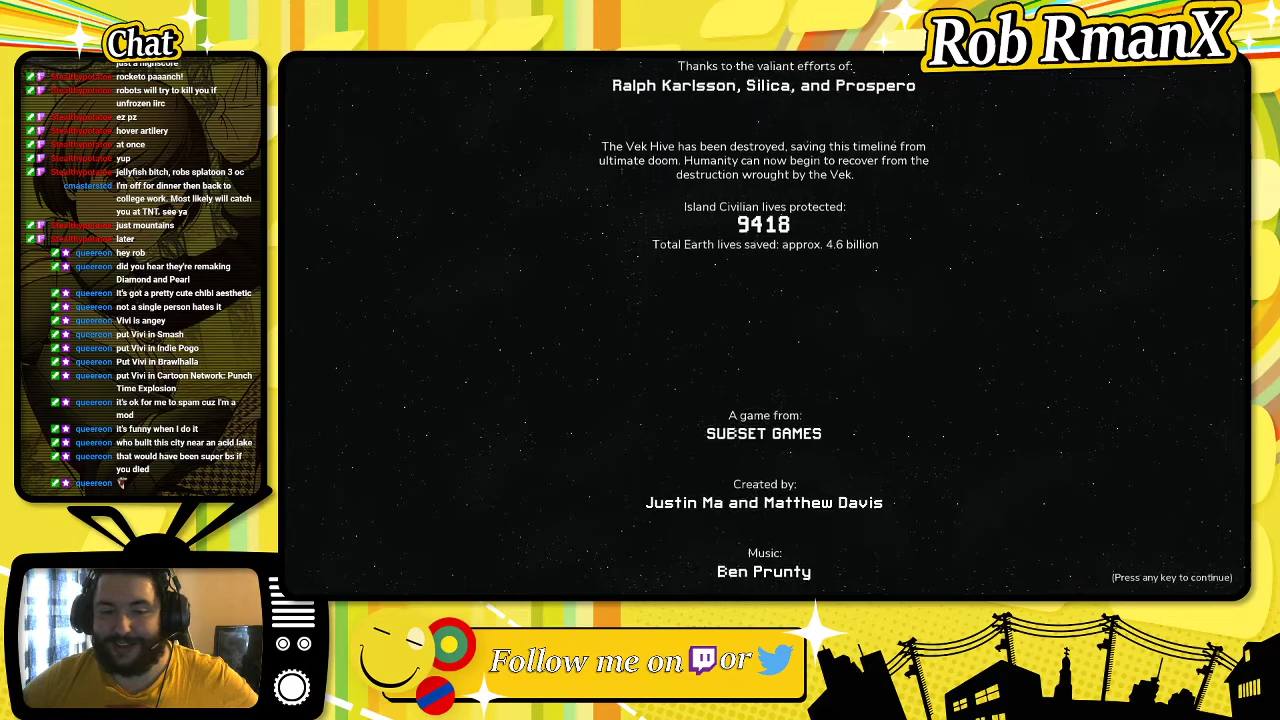 Chat
Rob RmanX
just a highscore
Stealthypotatoe rocketo paaanch!
Stealthypotatoe robots will try to kill you if
unfrozen iirc
Stealthypotatoe ez pz
Stealthypotatoe hover artilery
Stealthypotatoe at once
Stealthypotatoe yup
Stealthypotatoe jellyfish bitch, robs splatoon 3 oc
cmastersted I'm off for dinner then back to
college work. Most likely will catch
you at TNT. see ya
Stealthypotatoe just mountains
Stealthypotatoe later
queereon hey rob
queereon did you hear they're remaking
Diamond and Pearl
queereon It's got a pretty cute chibi aesthetic
queereon not a single person hates it
queereon Vivi is angey
queereon put Vivi in Smash
queereon put Vivi in Indie Pogo
queereon Put Vivi in Brawlhalla
queereon put Vivi in Cartoon Network: Punch
Time Explosion
queereon it's ok for me to spam cuz I'm a
mod
queereon it's funny when I do it
queereon who built this city near an acid lake
queereon that would have been super bs if
you died
queereon
Thanks to the valiant efforts of:
Ralph Karlsson, and Prospero
The Vek hive has been destroyed, saving this timeline from
ultimate doom. Humanity can now begin to recover from the
destruction wrought by the Vek.
Island Civilian lives protected:
9418
Total Earth lives saved: approx. 4.6 billion
A game from:
SUBSET GAMES
Created by:
Justin Ma and Matthew Davis
Music:
Ben Prunty
(Press any key to continue)
Follow me on or